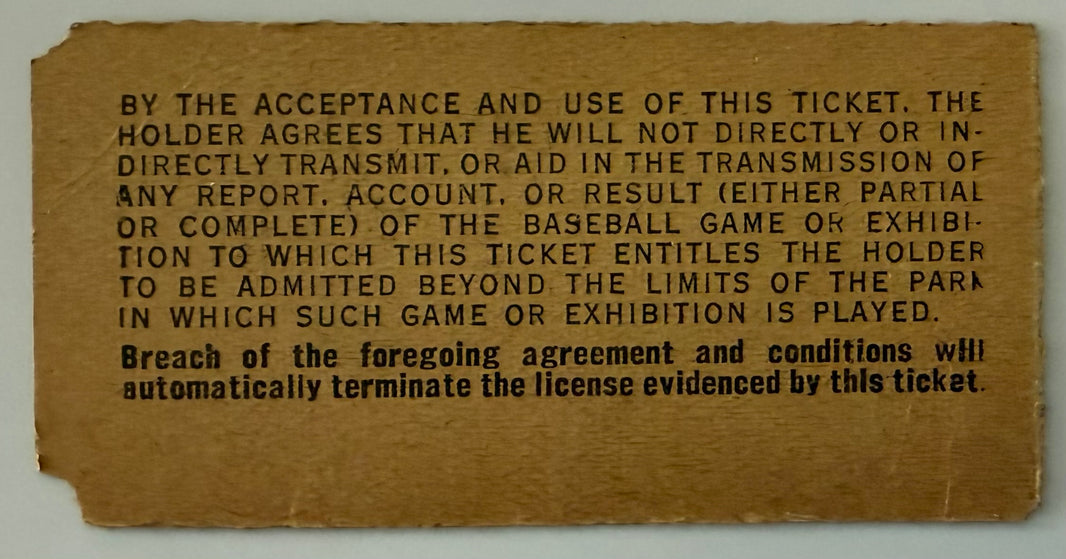 BY THE ACCEPTANCE AND USE OF THIS TICKET, THE
HOLDER AGREES THAT HE WILL NOT DIRECTLY OR IN-
DIRECTLY TRANSMIT, OR AID IN THE TRANSMISSION OF
ANY REPORT, ACCOUNT, OR RESULT (EITHER PARTIAL
OR COMPLETE) OF THE BASEBALL GAME OR EXHIBI-
TION TO WHICH THIS TICKET ENTITLES THE HOLDER
TO BE ADMITTED BEYOND THE LIMITS OF THE PARK
IN WHICH SUCH GAME OR EXHIBITION IS PLAYED.
Breach of the foregoing agreement and conditions will
automatically terminate the license evidenced by this ticket.